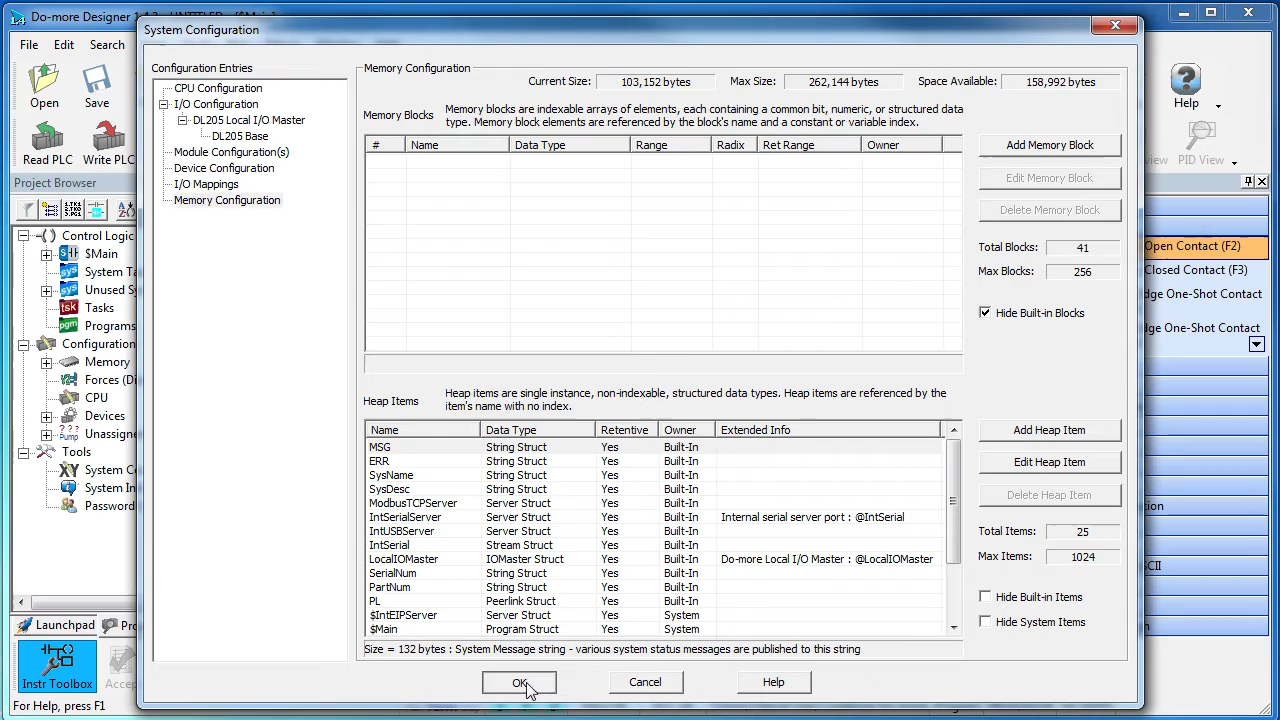 Do-more Designer
System Configuration
File Edit Search
Open Save
Read PLC Write PLC
Help
PID View
Project Browser
Control Logic
$Main
Tasks
Programs
Configuration
Memory
CPU
Devices
Tools
Password
Launchpad
Instr Toolbox
For Help, press F1
Configuration Entries
CPU Configuration
I/O Configuration
DL205 Local I/O Master
DL205 Base
Module Configuration(s)
Device Configuration
I/O Mappings
Memory Configuration
Memory Configuration
Current Size: 103,152 bytes Max Size: 262,144 bytes Space Available: 158,992 bytes
Memory Blocks
Memory blocks are indexable arrays of elements, each containing a common bit, numeric, or structured data
type. Memory block elements are referenced by the block's name and a constant or variable index.
# Name Data Type Range Radix Ret Range Owner
Add Memory Block
Edit Memory Block
Delete Memory Block
Total Blocks: 41
Max Blocks: 256
Hide Built-in Blocks
Heap Items
Heap items are single instance, non-indexable, structured data types. Heap items are referenced by the
item's name with no index.
Name Data Type Retentive Owner Extended Info
MSG String Struct Yes Built-In
ERR String Struct Yes Built-In
SysName String Struct Yes Built-In
SysDesc String Struct Yes Built-In
ModbusTCPServer Server Struct Yes Built-In
IntSerialServer Server Struct Yes Built-In Internal serial server port : @IntSerial
IntUSBServer Server Struct Yes Built-In
IntSerial Stream Struct Yes Built-In
LocalIOMaster IOMaster Struct Yes Built-In Do-more Local I/O Master : @LocalIOMaster
SerialNum String Struct Yes Built-In
PartNum String Struct Yes Built-In
PL Peerlink Struct Yes Built-In
$IntEIPServer Server Struct Yes System
$Main Program Struct Yes System
Size = 132 bytes : System Message string - various system status messages are published to this string
Add Heap Item
Edit Heap Item
Delete Heap Item
Total Items: 25
Max Items: 1024
Hide Built-in Items
Hide System Items
OK Cancel Help
Open Contact (F2)
Closed Contact (F3)
One-Shot Contact
One-Shot Contact